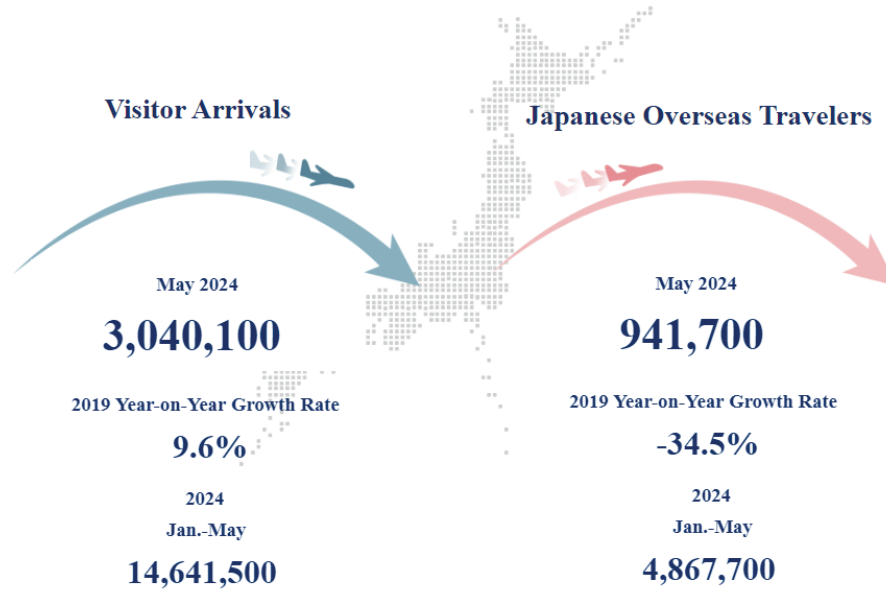 Visitor Arrivals
May 2024
3,040,100
2019 Year-on-Year Growth Rate
9.6%
2024
Jan.-May
14,641,500
Japanese Overseas Travelers
May 2024
941,700
2019 Year-on-Year Growth Rate
-34.5%
2024
Jan.-May
4,867,700